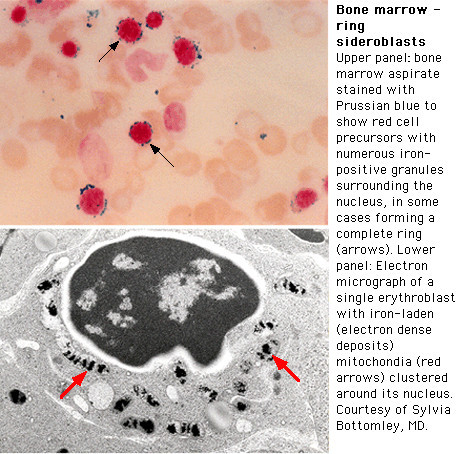 Bone marrow -
ring
sideroblasts
Upper panel: bone
marrow aspirate
stained with
Prussian blue to
show red cell
precursors with
numerous iron-
positive granules
surrounding the
nucleus, in some
cases forming a
complete ring
(arrows). Lower
panel: Electron
micrograph of a
single erythroblast
with iron-laden
(electron dense
deposits)
mitochondia (red
arrows) clustered
around its nucleus.
Courtesy of Sylvia
Bottomley, MD.